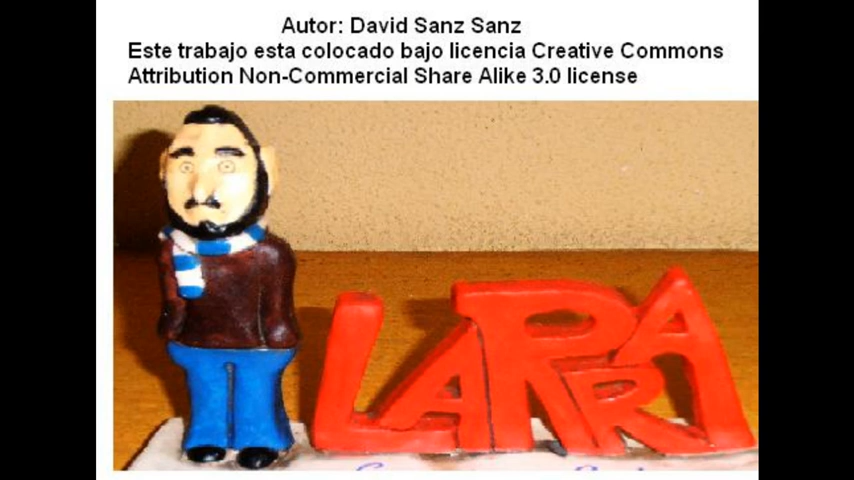 Autor: David Sanz Sanz
Este trabajo esta colocado bajo licencia Creative Commons
Attribution Non-Commercial Share Alike 3.0 license
LARRA